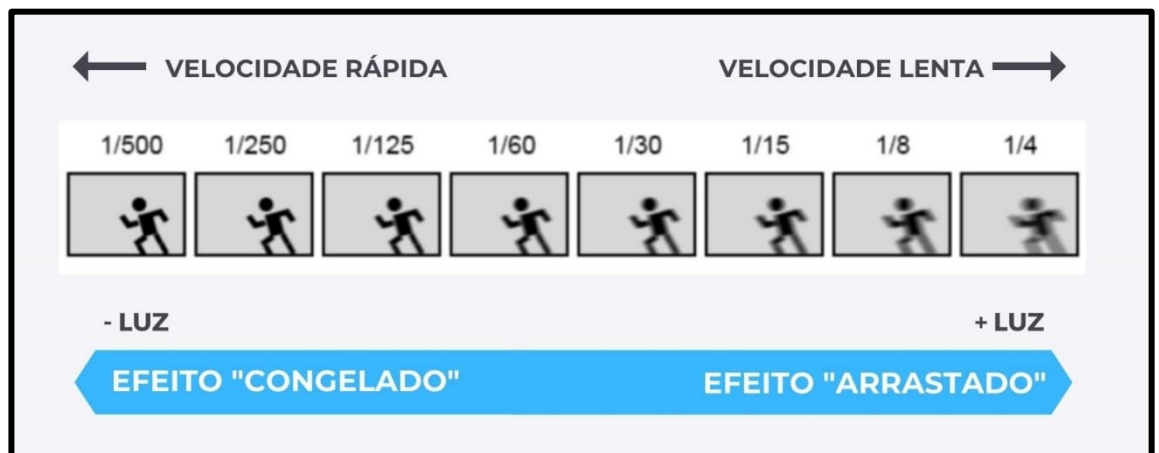 VELOCIDADE RÁPIDA VELOCIDADE LENTA
1/500 1/250 1/125 1/60 1/30 1/15 1/8 1/4
- LUZ + LUZ
EFEITO "CONGELADO" EFEITO "ARRASTADO"